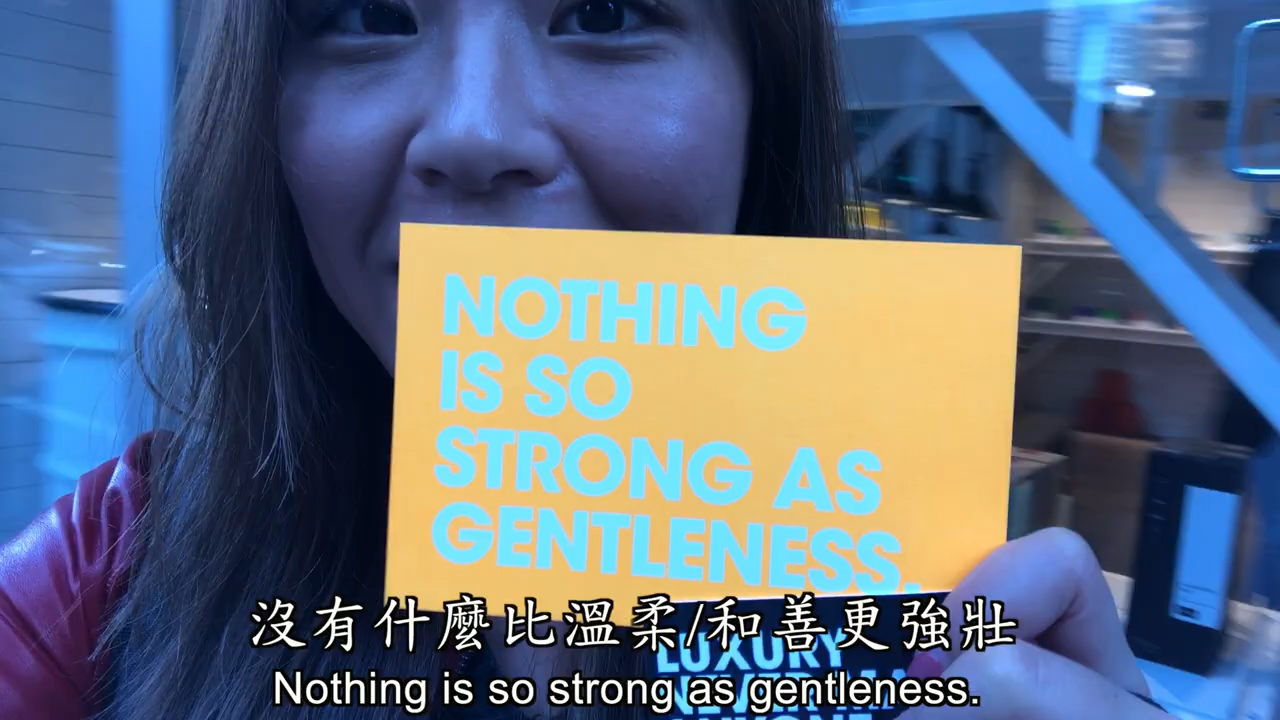 NOTHING
IS SO
STRONG AS
GENTLENESS.
沒有什麼比溫柔/和善更強壯
LUXURY
Nothing is so strong as gentleness.